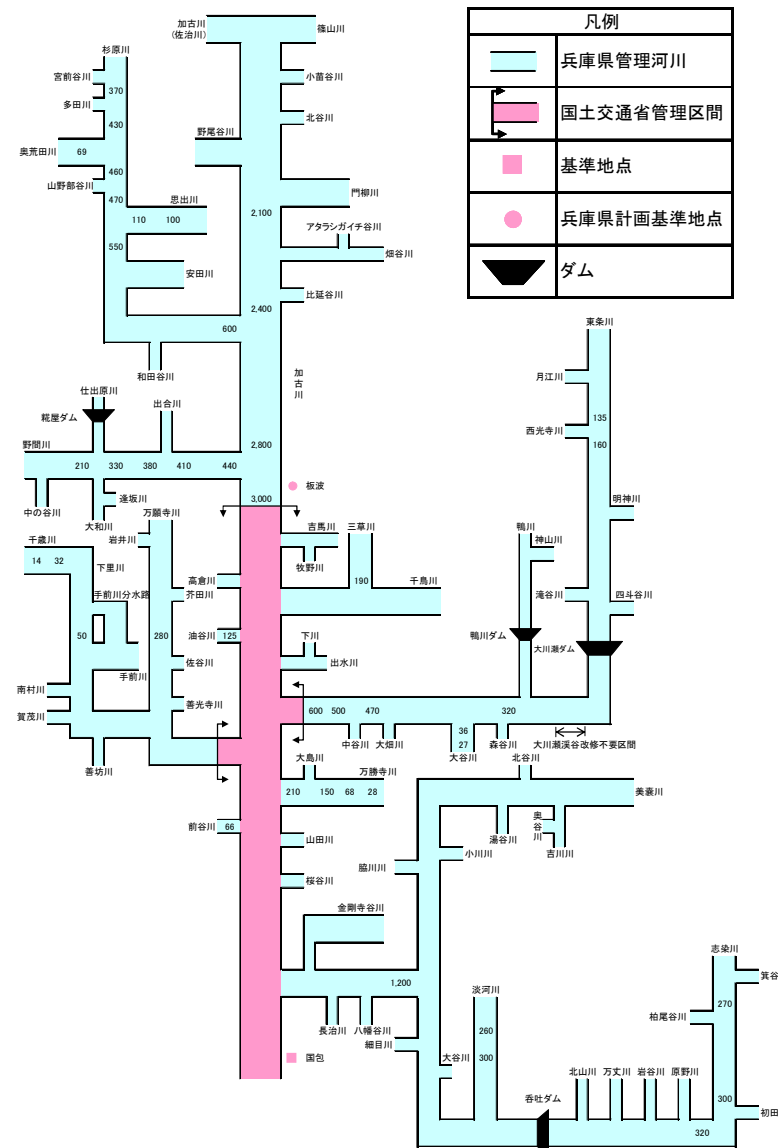 凡例
兵庫県管理河川
国土交通省管理区間
基準地点
兵庫県計画基準地点
ダム
加古川
(佐治川)
篠山川
杉原川
宮前谷川
370
小苗谷川
多田川
430
北谷川
野尾谷川
奥荒田川
69
460
山野部谷川
470
思出川
門柳川
110
100
2,100
アタラシガイチ谷川
550
畑谷川
安田川
比延谷川
2,400
600
和田谷川
加古川
東条川
月江川
仕出原川
出合川
糀屋ダム
135
西光寺川
160
野間川
2,800
210
330
380
410
440
板波
3,000
中の谷川
逢坂川
大和川
明神川
万願寺川
吉馬川
三草川
鴨川
岩井川
神山川
千歳川
14
32
下里川
牧野川
高倉川
190
千鳥川
手前川分水路
芥田川
滝谷川
四斗谷川
50
280
油谷川
125
下川
鴨川ダム
大川瀬ダム
手前川
佐谷川
出水川
南村川
善光寺川
600
500
470
320
賀茂川
36
27
中谷川
大畑川
大谷川
森谷川
大川瀬渓谷改修不要区間
善坊川
大島川
万勝寺川
北谷川
210
150
68
28
美嚢川
前谷川
66
奥谷川
山田川
湯谷川
吉川川
小川川
脇川川
桜谷川
金剛寺谷川
志染川
箕谷
1,200
淡河川
270
長治川
八幡谷川
柏尾谷川
細目川
260
国包
大谷川
300
北山川
万丈川
岩谷川
原野川
呑吐ダム
300
初田
320